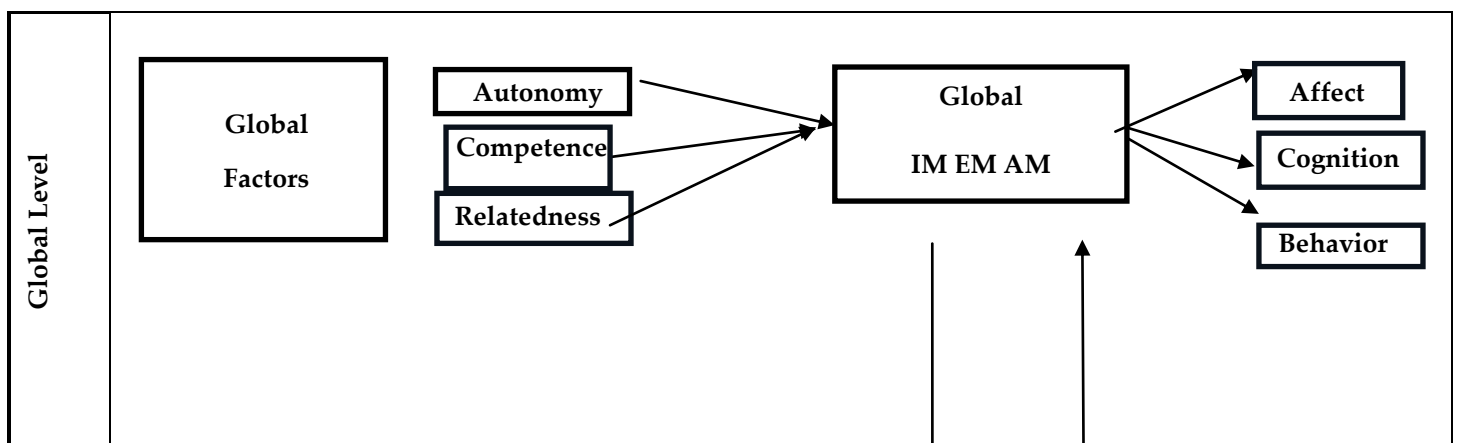 Global Level
Global
Factors
Autonomy
Competence
Relatedness
Global
IM EM AM
Affect
Cognition
Behavior